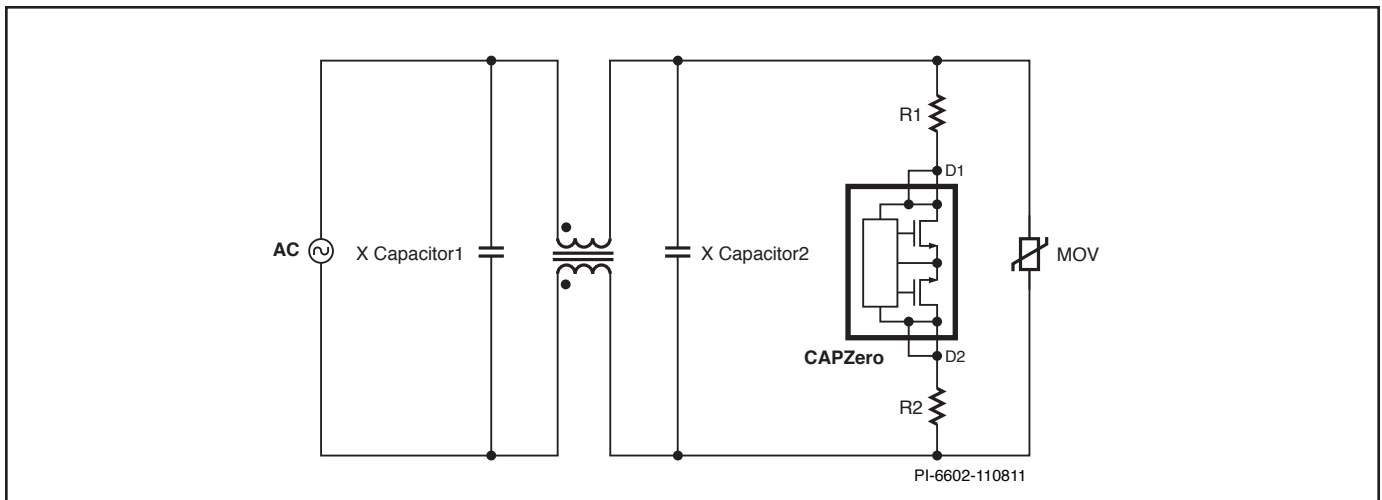 R1
D1
AC
X Capacitor1
X Capacitor2
MOV
CAPZero
D2
R2
PI-6602-110811